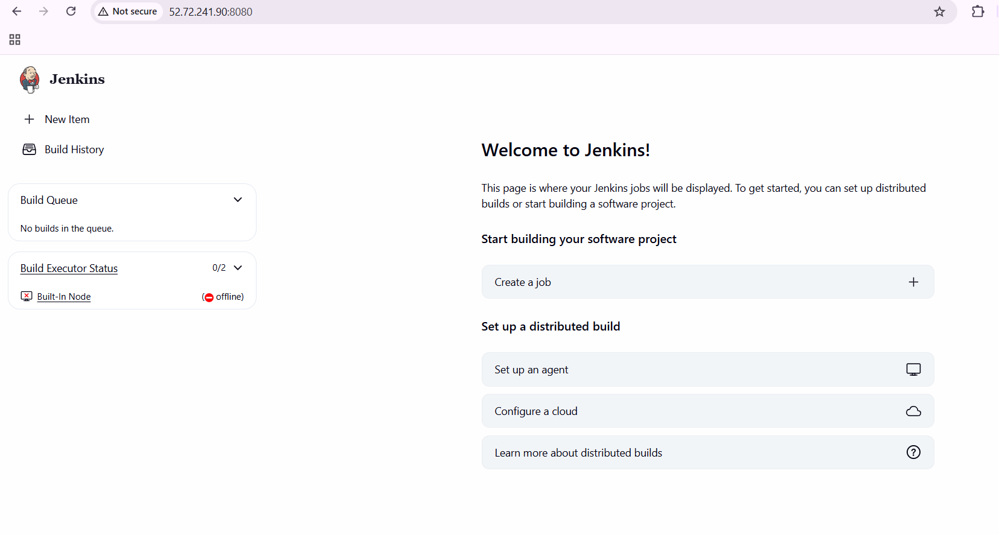 Not secure
52.72.241.90:8080
Jenkins
New Item
Build History
Build Queue
No builds in the queue.
Build Executor Status 0/2
Built-In Node (offline)
Welcome to Jenkins!
This page is where your Jenkins jobs will be displayed. To get started, you can set up distributed
builds or start building a software project.
Start building your software project
Create a job
Set up a distributed build
Set up an agent
Configure a cloud
Learn more about distributed builds